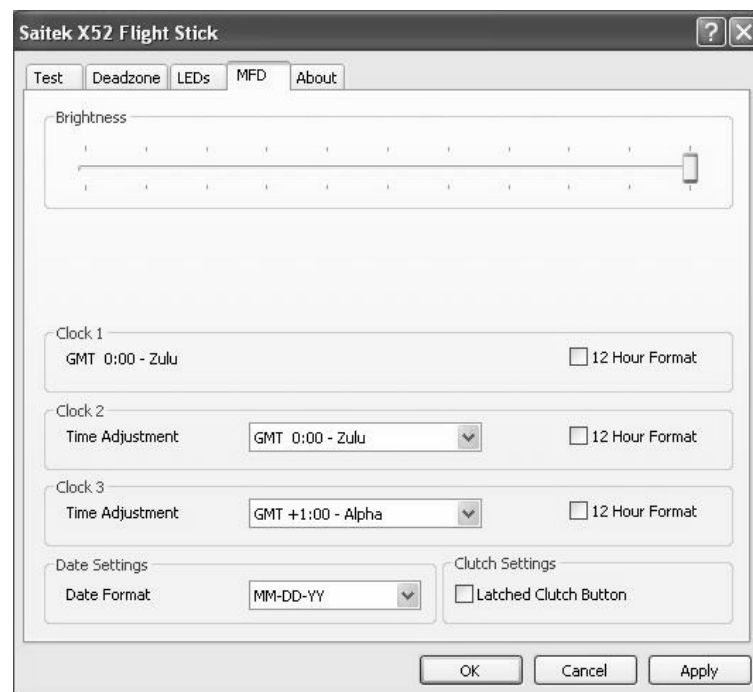 Saitek X52 Flight Stick
Test Deadzone LEDs MFD About
Brightness
Clock 1
GMT 0:00 - Zulu 12 Hour Format
Clock 2
Time Adjustment GMT 0:00 - Zulu 12 Hour Format
Clock 3
Time Adjustment GMT +1:00 - Alpha 12 Hour Format
Date Settings Clutch Settings
Date Format MM-DD-YY Latched Clutch Button
OK Cancel Apply